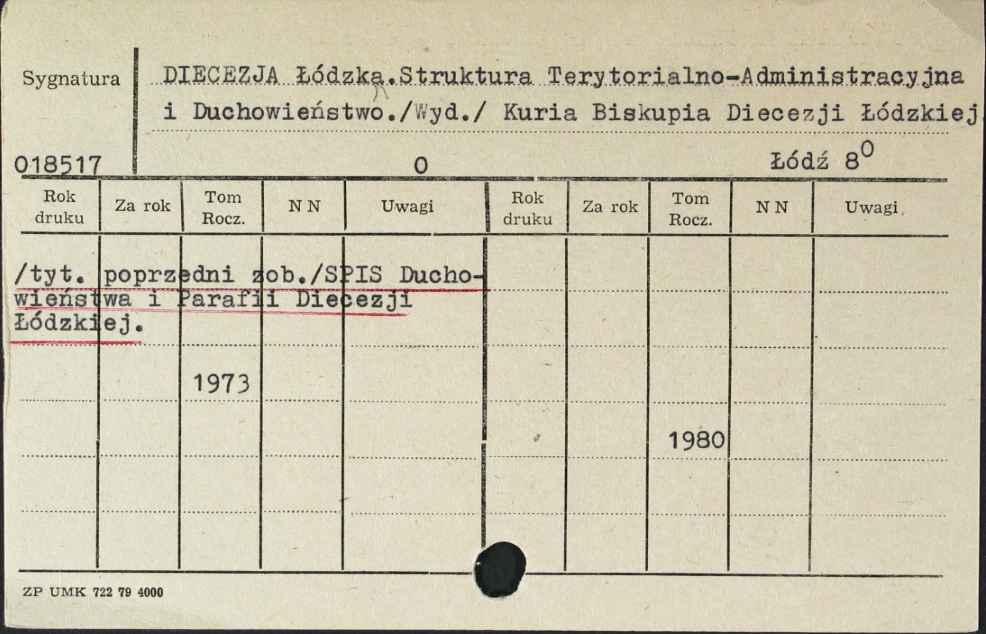 Sygnatura DIECEZJA Łódzka.Struktura Terytorialno-Administracyjna
i Duchowieństwo./Wyd./ Kuria Biskupia Diecezji Łódzkiej
018517 O Łódź 8⁰
Rok druku Za rok Tom Rocz. N N Uwagi Rok druku Za rok Tom Rocz. N N Uwagi
/tyt. poprzedni zob./SPIS Ducho-
wieństwa i Parafii Diecezji
Łódzkiej.
1973
1980
ZP UMK 722 79 4000